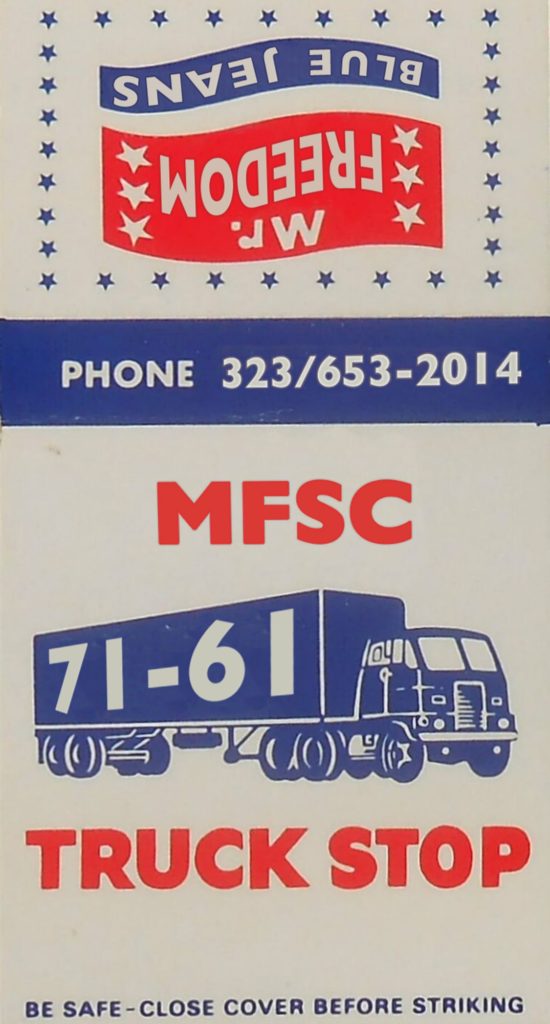 Mr.
FREEDOM
BLUE JEANS
PHONE 323/653-2014
MFSC
71-61
TRUCK STOP
BE SAFE-CLOSE COVER BEFORE STRIKING